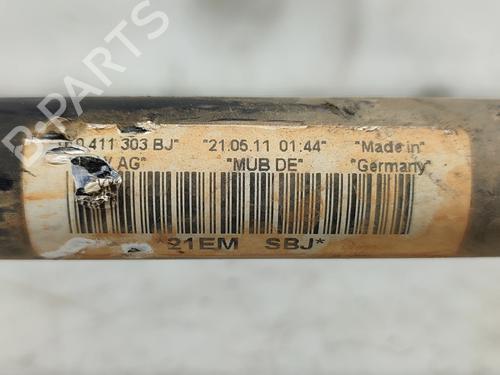 411 303 BJ" "21.05.11 01:44" "Made in"
AG" "MUB DE" "Germany"
*21EM SBJ*
D-PARTS